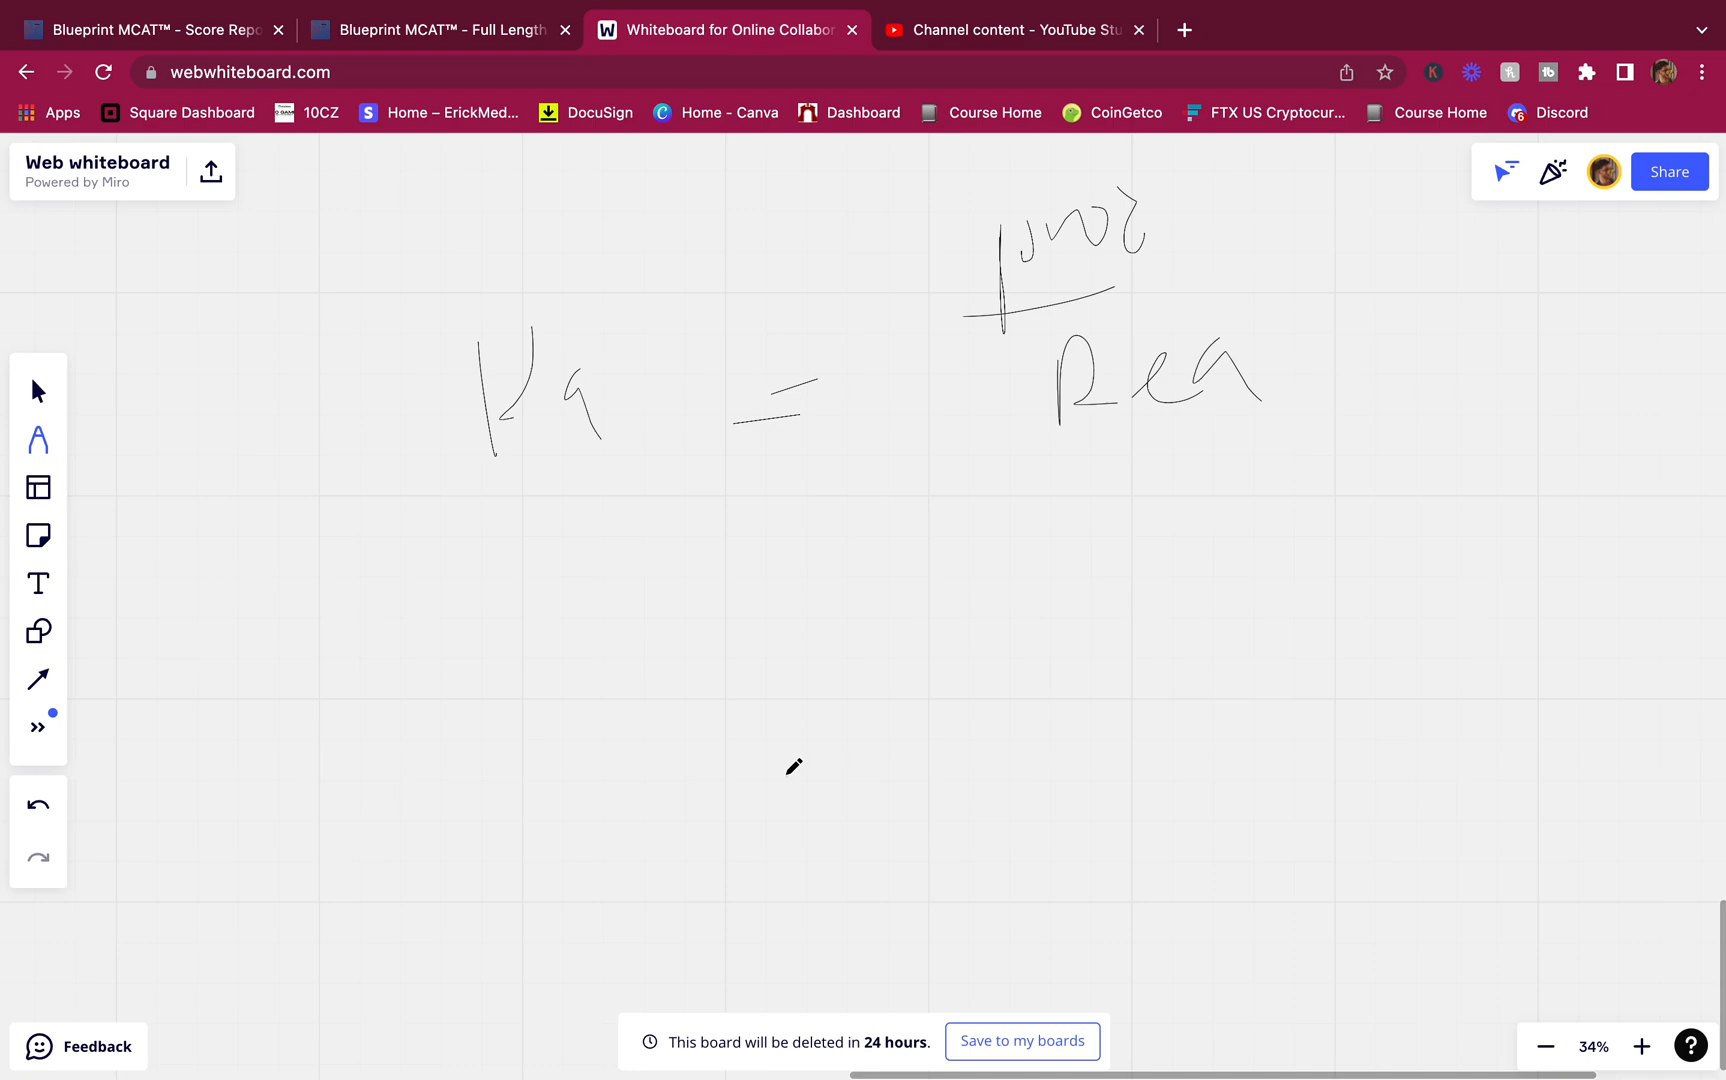 Blueprint MCAT™ - Score Repo
Blueprint MCAT™ - Full Length
Whiteboard for Online Collabor
Channel content - YouTube Stu
webwhiteboard.com
Apps
Square Dashboard
10CZ
Home – ErickMed...
DocuSign
Home - Canva
Dashboard
Course Home
CoinGetco
FTX US Cryptocur...
Course Home
Discord
Web whiteboard
Powered by Miro
Share
Ka = Rea
Feedback
This board will be deleted in 24 hours.
Save to my boards
34%